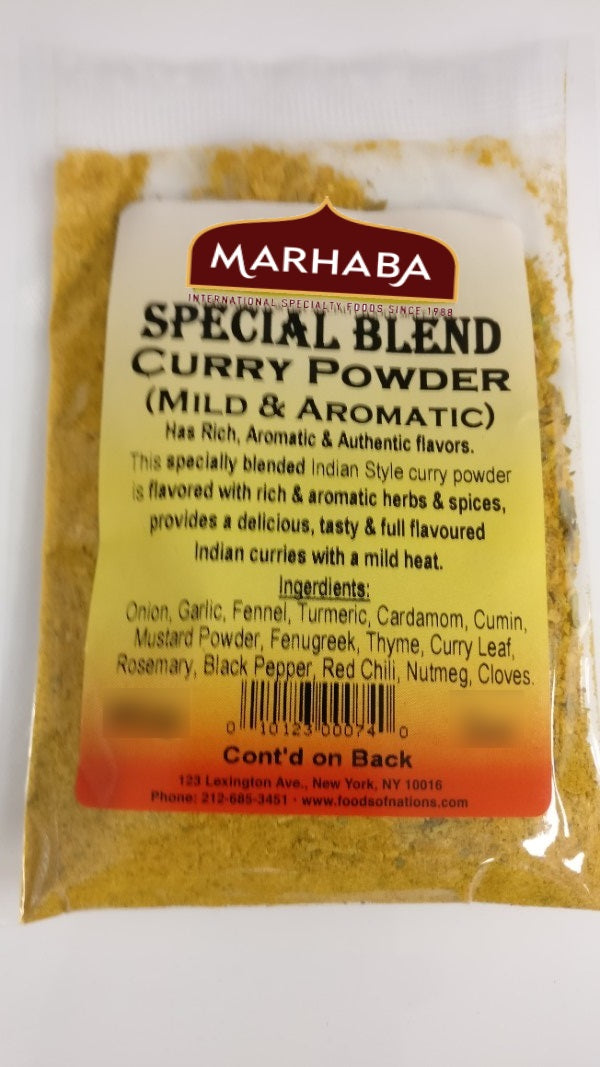 MARHABA
INTERNATIONAL SPECIALTY FOODS SINCE 1988
SPECIAL BLEND
CURRY POWDER
(MILD & AROMATIC)
Has Rich, Aromatic & Authentic flavors.
This specially blended Indian Style curry powder
is flavored with rich & aromatic herbs & spices,
provides a delicious, tasty & full flavoured
Indian curries with a mild heat.
Ingerdients:
Onion, Garlic, Fennel, Turmeric, Cardamom, Cumin,
Mustard Powder, Fenugreek, Thyme, Curry Leaf,
Rosemary, Black Pepper, Red Chili, Nutmeg, Cloves.
0 10123 00074 0
Cont'd on Back
123 Lexington Ave., New York, NY 10016
Phone: 212-685-3451 · www.foodsofnations.com